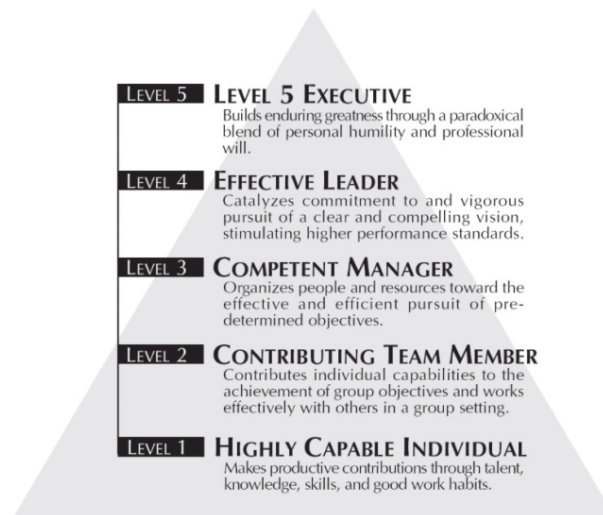 LEVEL 5 LEVEL 5 EXECUTIVE
Builds enduring greatness through a paradoxical
blend of personal humility and professional
will.
LEVEL 4 EFFECTIVE LEADER
Catalyzes commitment to and vigorous
pursuit of a clear and compelling vision,
stimulating higher performance standards.
LEVEL 3 COMPETENT MANAGER
Organizes people and resources toward the
effective and efficient pursuit of pre-
determined objectives.
LEVEL 2 CONTRIBUTING TEAM MEMBER
Contributes individual capabilities to the
achievement of group objectives and works
effectively with others in a group setting.
LEVEL 1 HIGHLY CAPABLE INDIVIDUAL
Makes productive contributions through talent,
knowledge, skills, and good work habits.